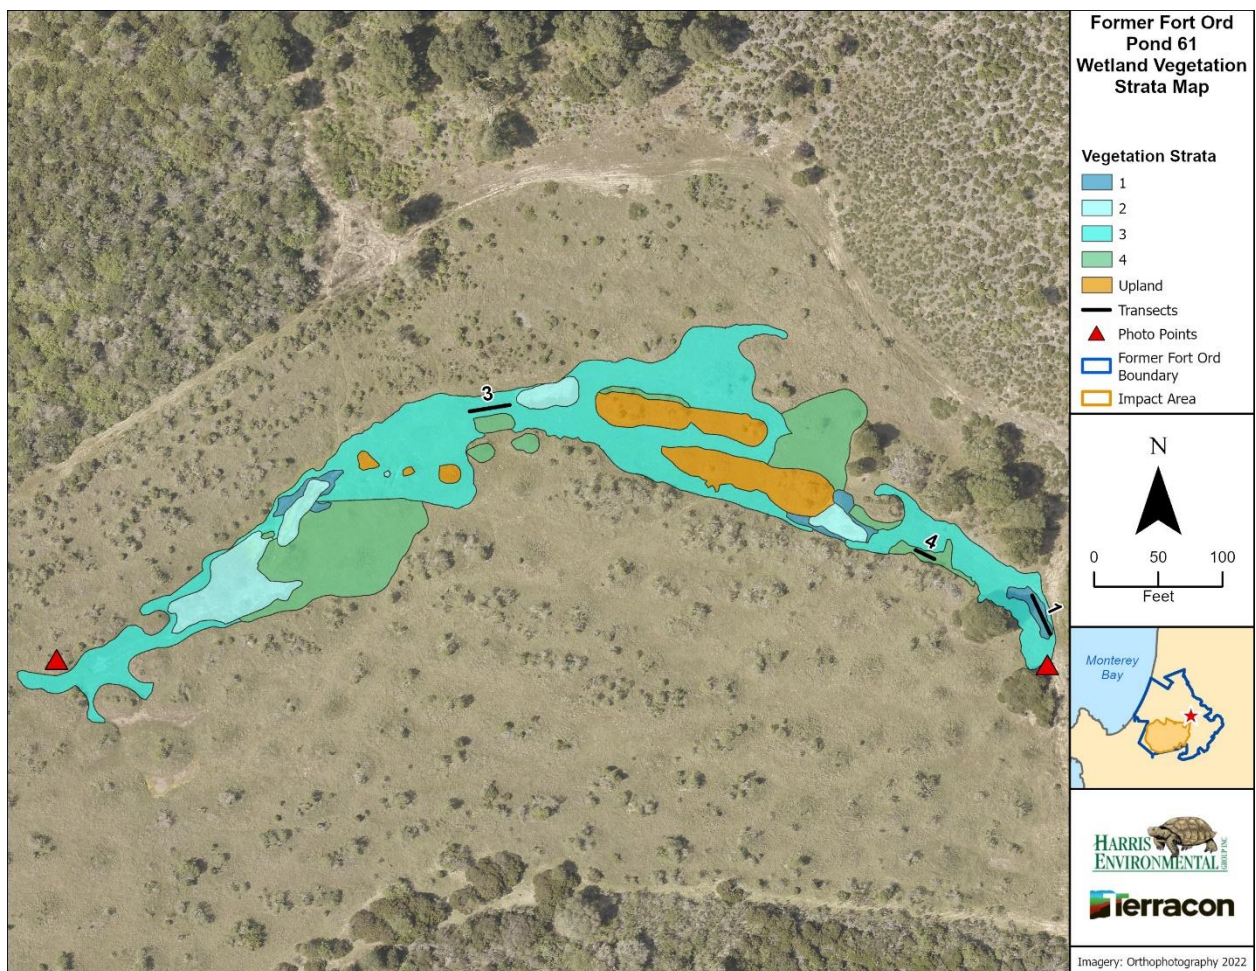 Former Fort Ord
Pond 61
Wetland Vegetation
Strata Map
Vegetation Strata
1
2
3
4
Upland
Transects
Photo Points
Former Fort Ord
Boundary
Impact Area
N
0 50 100
Feet
Monterey
Bay
HARRIS
ENVIRONMENTAL
GROUP INC
Terracon
Imagery: Orthophotography 2022
3
4
1